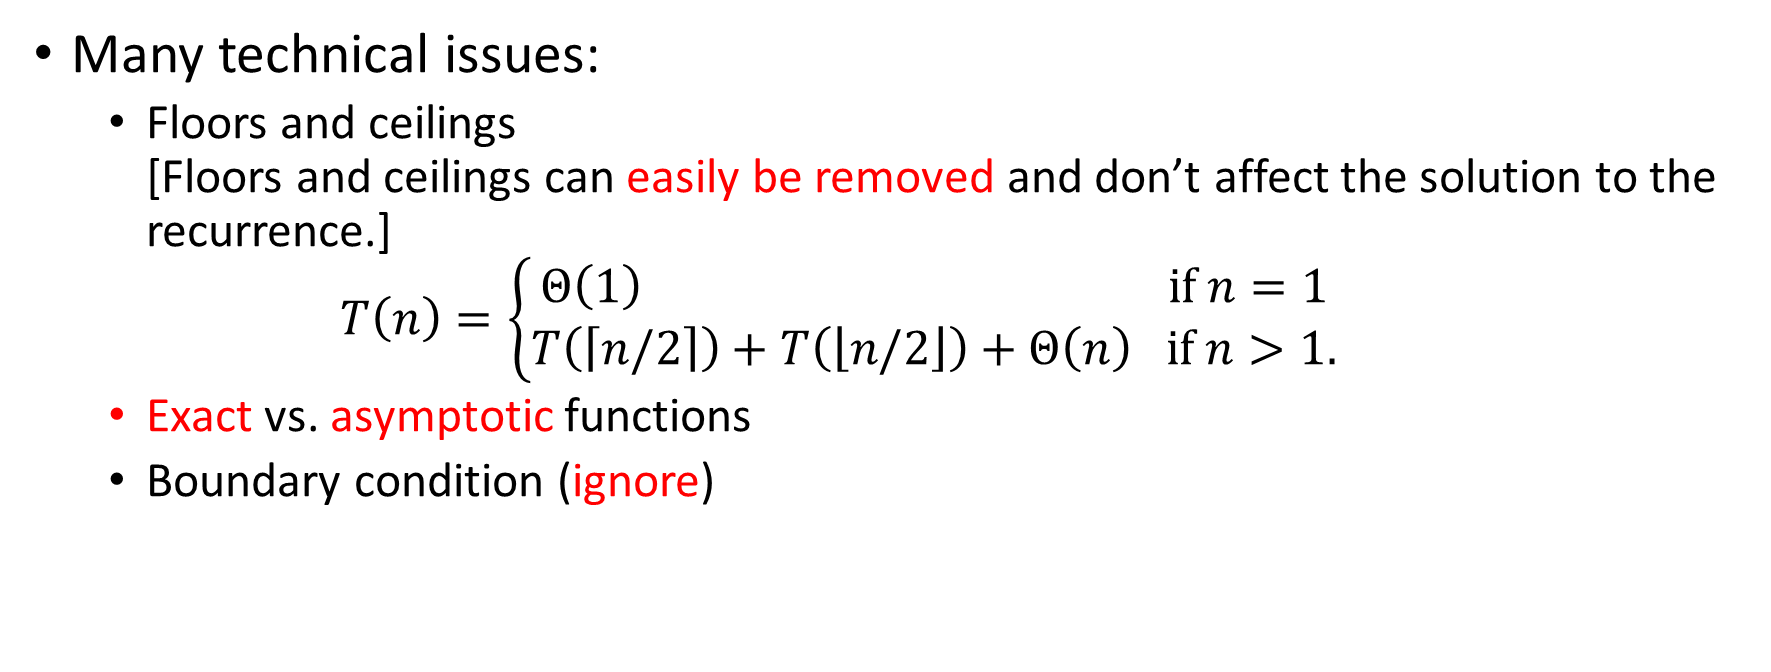 • Many technical issues:
• Floors and ceilings
[Floors and ceilings can easily be removed and don’t affect the solution to the
recurrence.]
T(n) = { Θ(1) if n = 1
T(⌈n/2⌉) + T(⌊n/2⌋) + Θ(n) if n > 1.
• Exact vs. asymptotic functions
• Boundary condition (ignore)